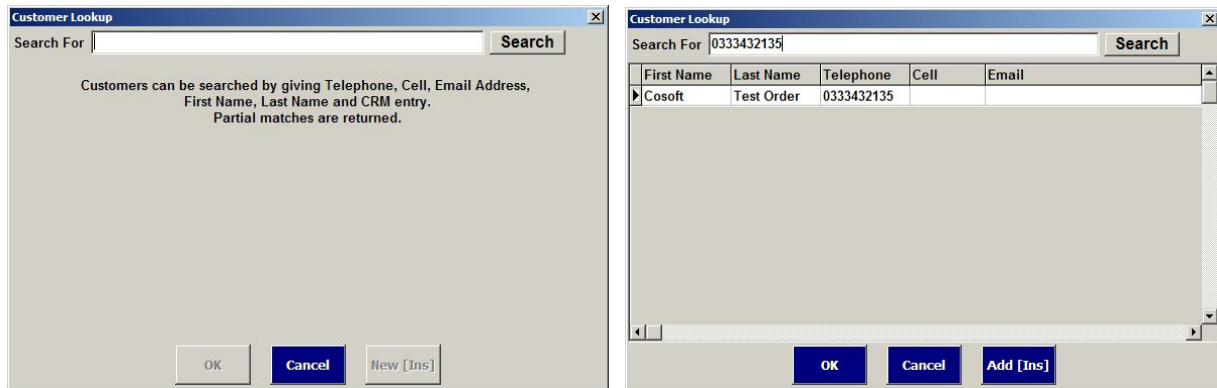 Customer Lookup
Search For Search
Customers can be searched by giving Telephone, Cell, Email Address,
First Name, Last Name and CRM entry.
Partial matches are returned.
OK Cancel New [Ins]
Customer Lookup
Search For 0333432135 Search
First Name Last Name Telephone Cell Email
Cosoft Test Order 0333432135
OK Cancel Add [Ins]